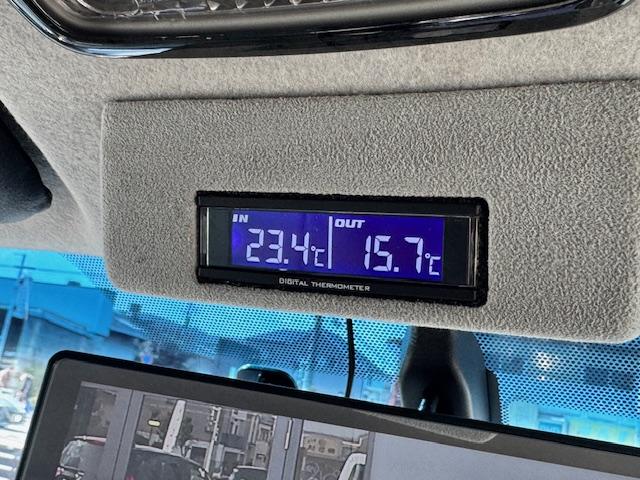 IN OUT
23.4℃ 15.7℃
DIGITAL THERMOMETER